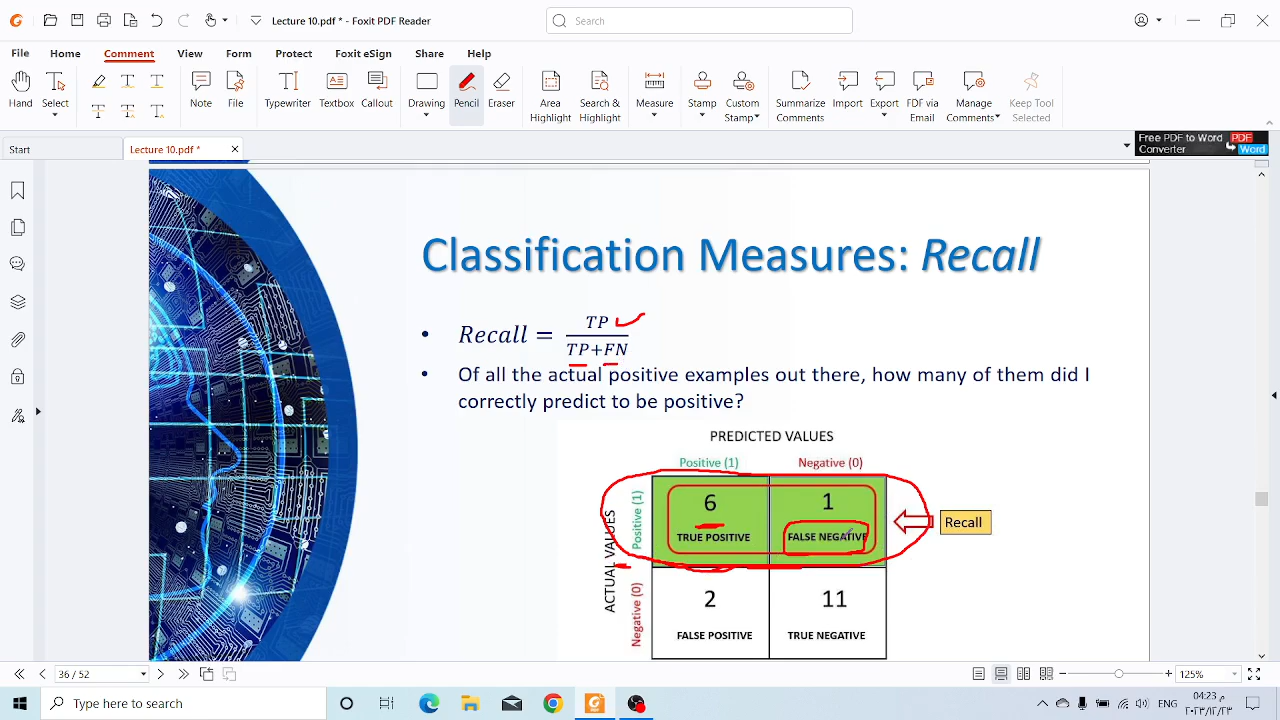 Lecture 10.pdf * - Foxit PDF Reader
Search
File Home Comment View Form Protect Foxit eSign Share Help
Hand Select Note File Typewriter Textbox Callout Drawing Pencil Eraser Area Highlight Search & Highlight Measure Stamp Custom Stamp Summarize Comments Import Export FDF via Email Manage Comments Keep Tool Selected
Start Lecture 10.pdf *
Free PDF to Word Converter PDF Word
Classification Measures: Recall
• Recall = TP / TP+FN
• Of all the actual positive examples out there, how many of them did I
correctly predict to be positive?
PREDICTED VALUES
Positive (1) Negative (0)
ACTUAL VALUES
Positive (1)
6 1
TRUE POSITIVE FALSE NEGATIVE
Recall
Negative (0)
2 11
FALSE POSITIVE TRUE NEGATIVE
36 / 52
125%
Type here to search
04:23